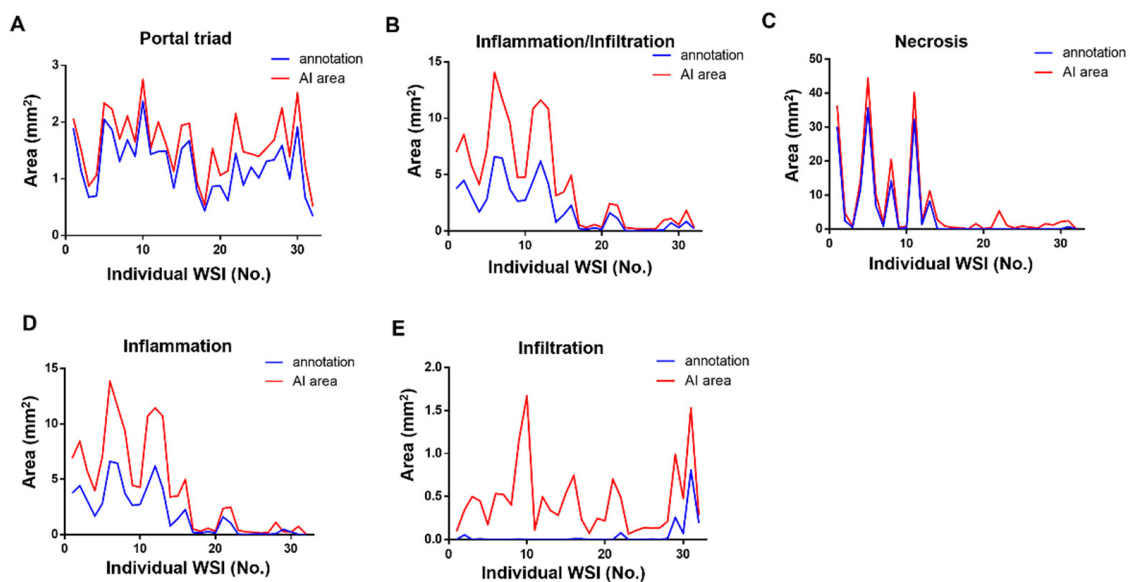 A
Portal triad
annotation
AI area
Area (mm²)
3
2
1
0
0
10
20
30
Individual WSI (No.)
B
Inflammation/Infiltration
annotation
AI area
Area (mm²)
15
10
5
0
0
10
20
30
Individual WSI (No.)
C
Necrosis
annotation
AI area
Area (mm²)
50
40
30
20
10
0
0
10
20
30
Individual WSI (No.)
D
Inflammation
annotation
AI area
Area (mm²)
15
10
5
0
0
10
20
30
Individual WSI (No.)
E
Infiltration
annotation
AI area
Area (mm²)
2.0
1.5
1.0
0.5
0.0
0
10
20
30
Individual WSI (No.)